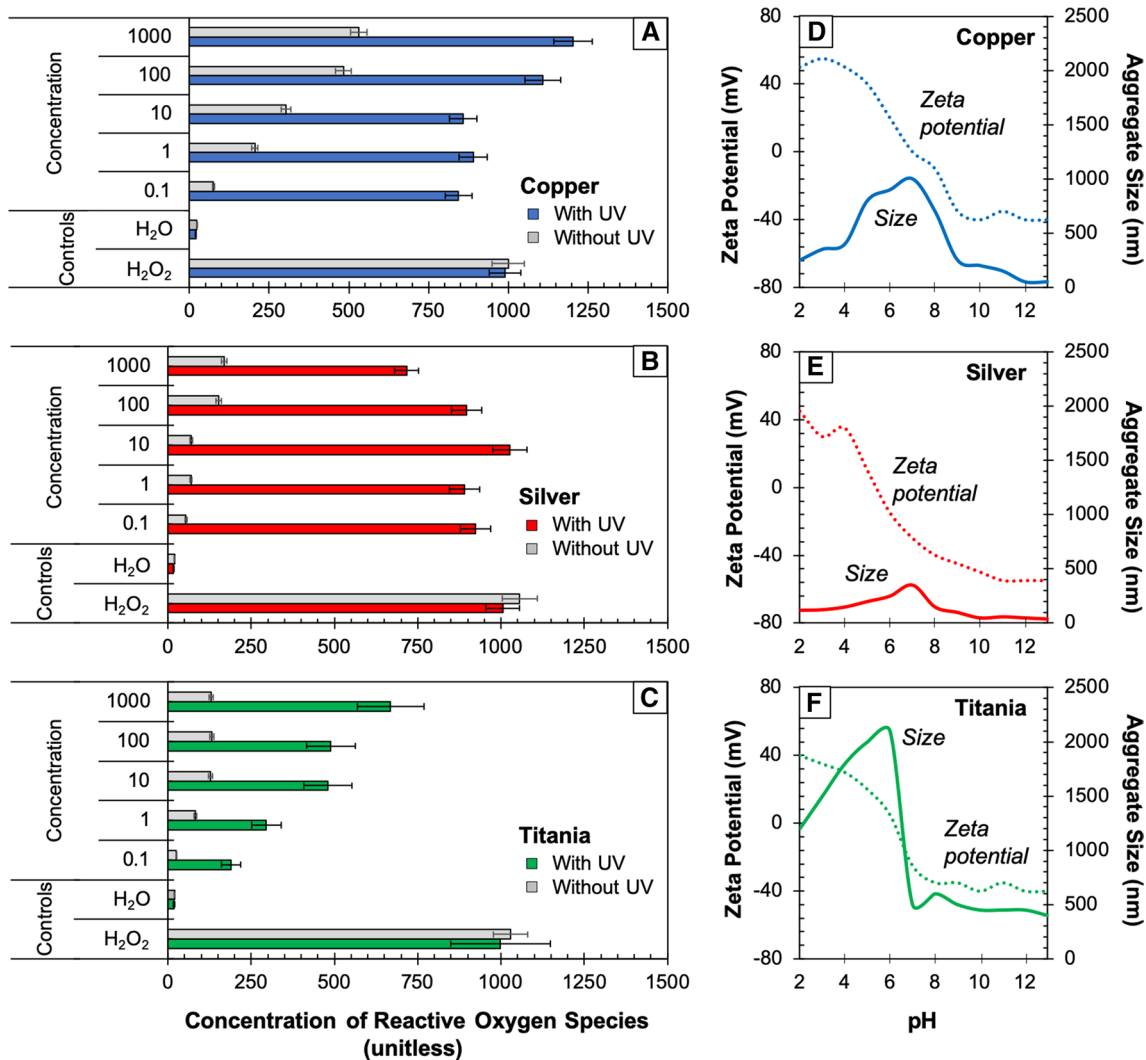 A
Concentration
1000
100
10
1
0.1
Controls
H₂O
H₂O₂
Copper
With UV
Without UV
0 250 500 750 1000 1250 1500
B
Concentration
1000
100
10
1
0.1
Controls
H₂O
H₂O₂
Silver
With UV
Without UV
0 250 500 750 1000 1250 1500
C
Concentration
1000
100
10
1
0.1
Controls
H₂O
H₂O₂
Titania
With UV
Without UV
0 250 500 750 1000 1250 1500
Concentration of Reactive Oxygen Species
(unitless)
D
Copper
Zeta Potential (mV)
80
40
0
-40
-80
Zeta
potential
Size
2500
2000
1500
1000
500
0
Aggregate Size (nm)
2 4 6 8 10 12
E
Silver
Zeta Potential (mV)
80
40
0
-40
-80
Zeta
potential
Size
2500
2000
1500
1000
500
0
Aggregate Size (nm)
2 4 6 8 10 12
F
Titania
Zeta Potential (mV)
80
40
0
-40
-80
Size
Zeta
potential
2500
2000
1500
1000
500
0
Aggregate Size (nm)
2 4 6 8 10 12
pH